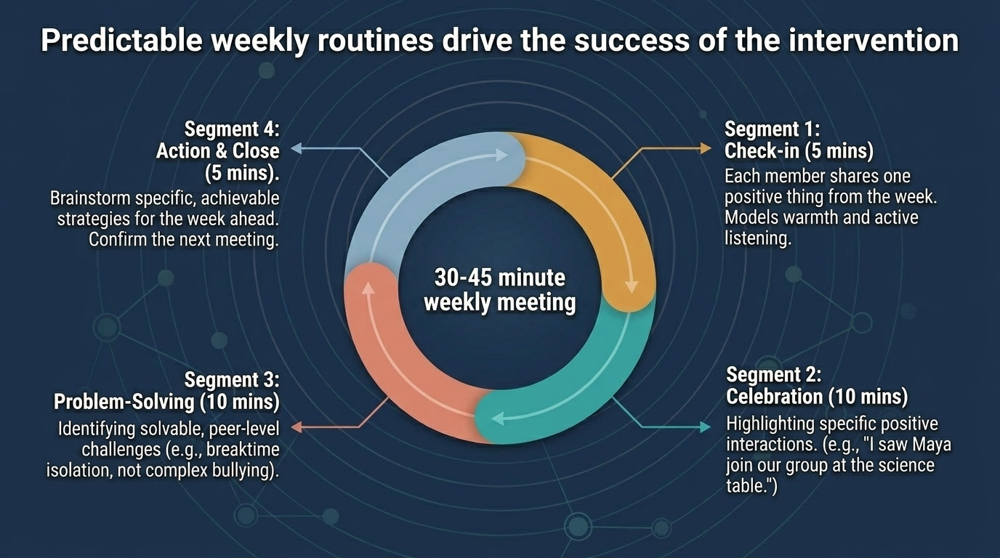 Predictable weekly routines drive the success of the intervention
Segment 1:
Check-in (5 mins)
Each member shares one
positive thing from the week.
Models warmth and active
listening.
Segment 2:
Celebration (10 mins)
Highlighting specific positive
interactions. (e.g., "I saw Maya
join our group at the science
table.")
Segment 3:
Problem-Solving (10 mins)
Identifying solvable, peer-level
challenges (e.g., breaktime
isolation, not complex bullying).
Segment 4:
Action & Close
(5 mins).
Brainstorm specific, achievable
strategies for the week ahead.
Confirm the next meeting.
30-45 minute
weekly meeting